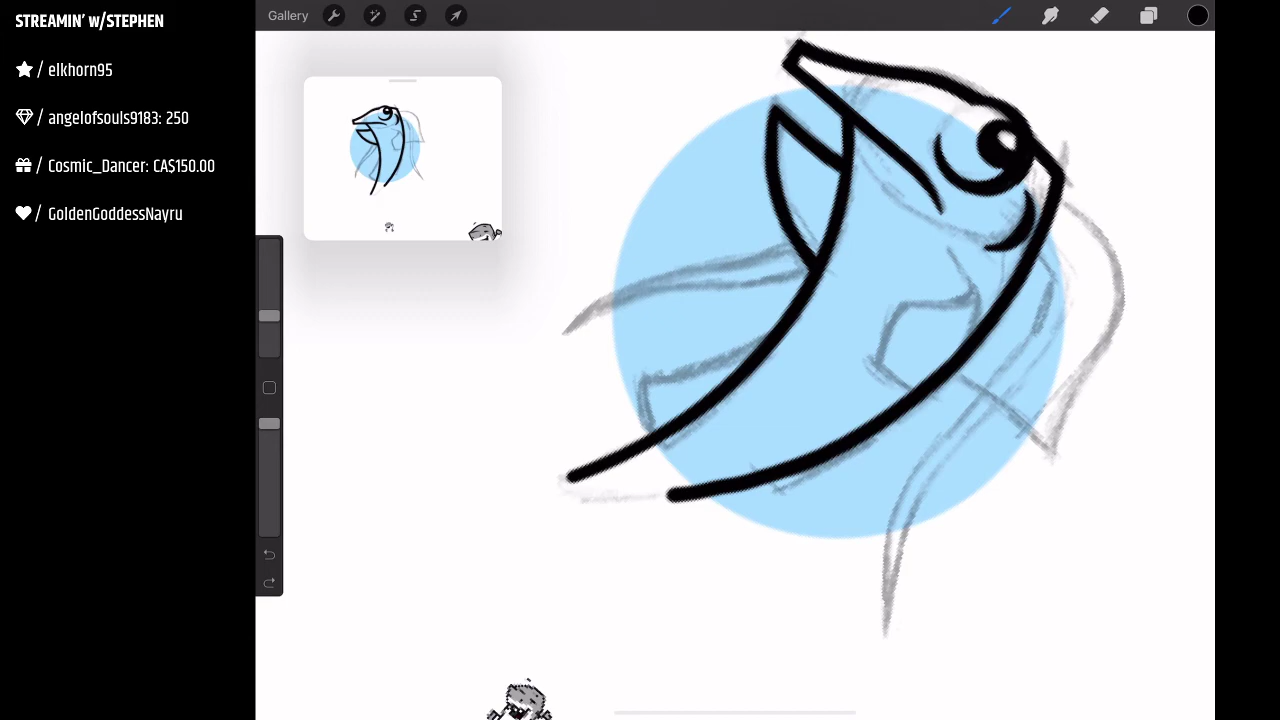 STREAMIN' w/STEPHEN
/ elkhorn95
/ angelofsouls9183: 250
/ Cosmic_Dancer: CA$150.00
/ GoldenGoddessNayru
Gallery